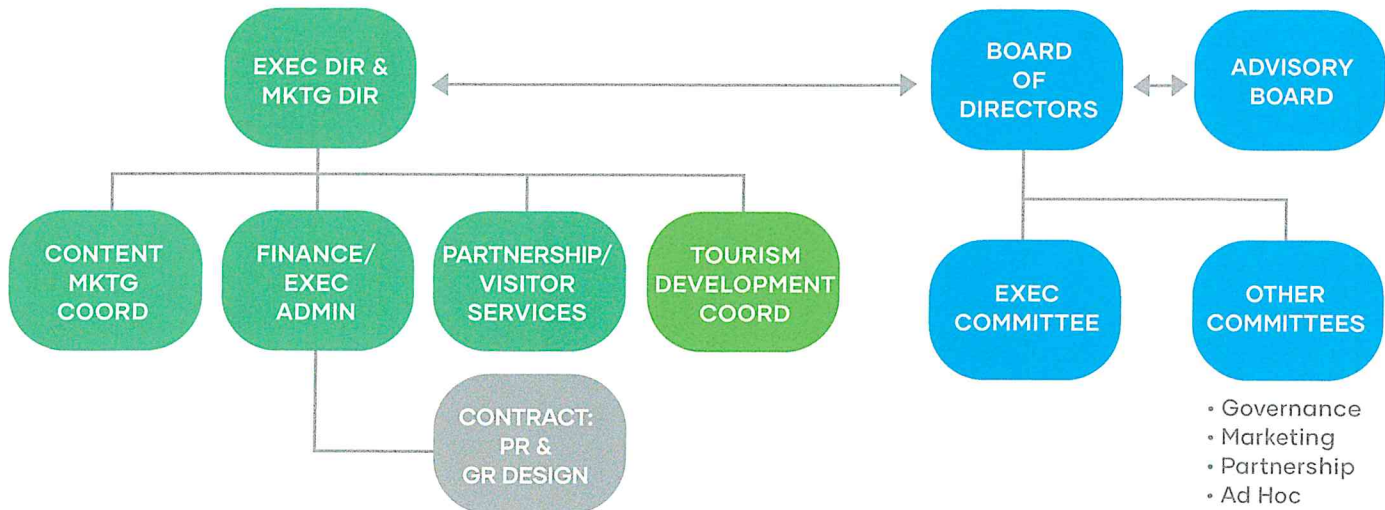 EXEC DIR &
MKTG DIR
BOARD
OF
DIRECTORS
ADVISORY
BOARD
CONTENT
MKTG
COORD
FINANCE/
EXEC
ADMIN
PARTNERSHIP/
VISITOR
SERVICES
TOURISM
DEVELOPMENT
COORD
EXEC
COMMITTEE
OTHER
COMMITTEES
CONTRACT:
PR &
GR DESIGN
• Governance
• Marketing
• Partnership
• Ad Hoc